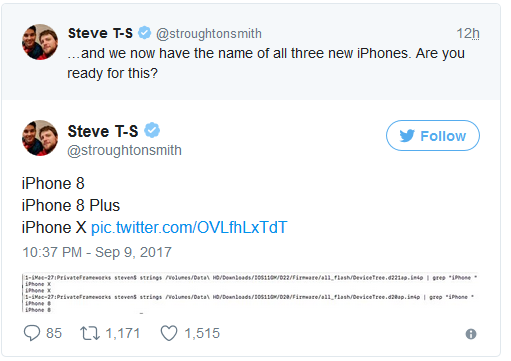 Steve T-S @stroughtonsmith 12h
…and we now have the name of all three new iPhones. Are you
ready for this?
Steve T-S
@stroughtonsmith
Follow
iPhone 8
iPhone 8 Plus
iPhone X pic.twitter.com/OVLfhLxTdT
10:37 PM - Sep 9, 2017
1-iMac-27:PrivateFrameworks steven$ strings /Volumes/Data\ HD/Downloads/IOS11GM/D22/Firmware/all_flash/DeviceTree.d221ap.im4p | grep "iPhone "
iPhone X
iPhone X
1-iMac-27:PrivateFrameworks steven$ strings /Volumes/Data\ HD/Downloads/IOS11GM/D20/Firmware/all_flash/DeviceTree.d20ap.im4p | grep "iPhone "
iPhone 8
iPhone 8
85 1,171 1,515